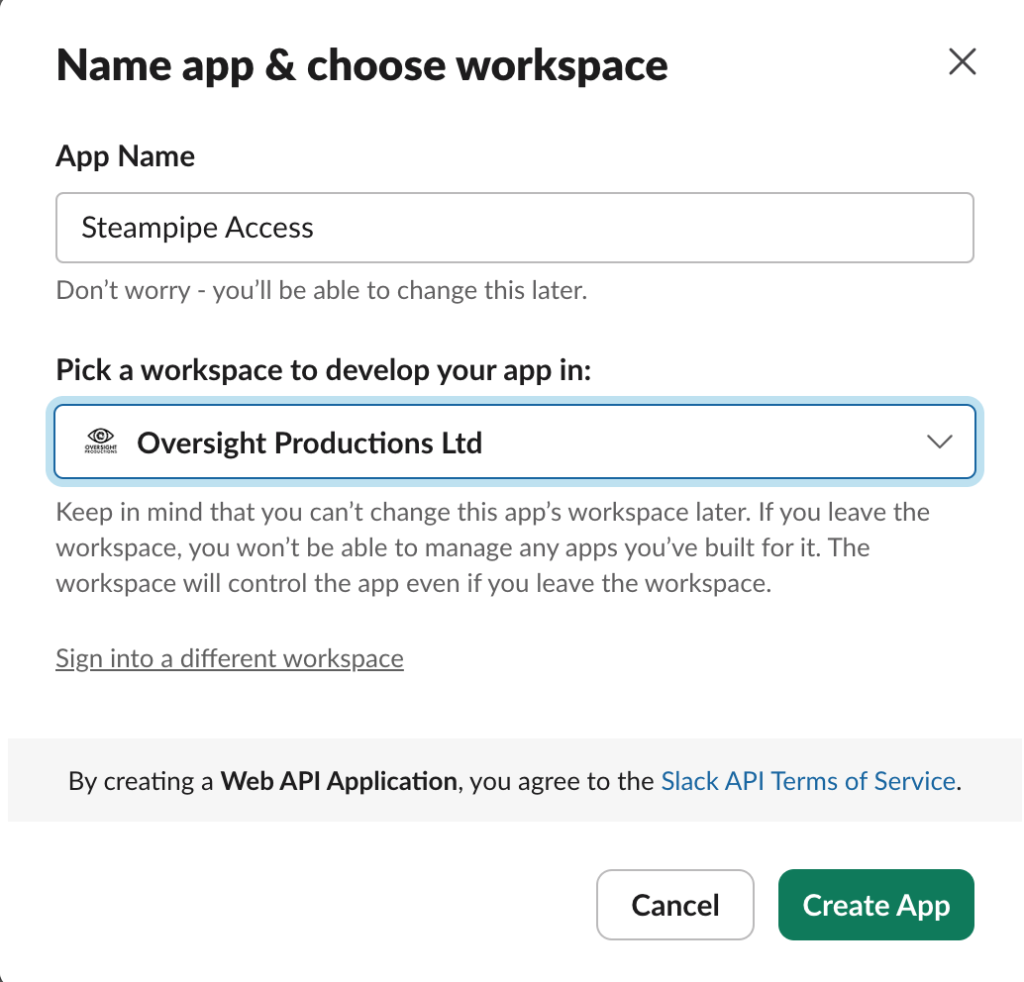 Name app & choose workspace
App Name
Steampipe Access
Don’t worry - you’ll be able to change this later.
Pick a workspace to develop your app in:
OVERSIGHT
PRODUCTIONS
Oversight Productions Ltd
Keep in mind that you can’t change this app’s workspace later. If you leave the
workspace, you won’t be able to manage any apps you’ve built for it. The
workspace will control the app even if you leave the workspace.
Sign into a different workspace
By creating a Web API Application, you agree to the Slack API Terms of Service.
Cancel
Create App